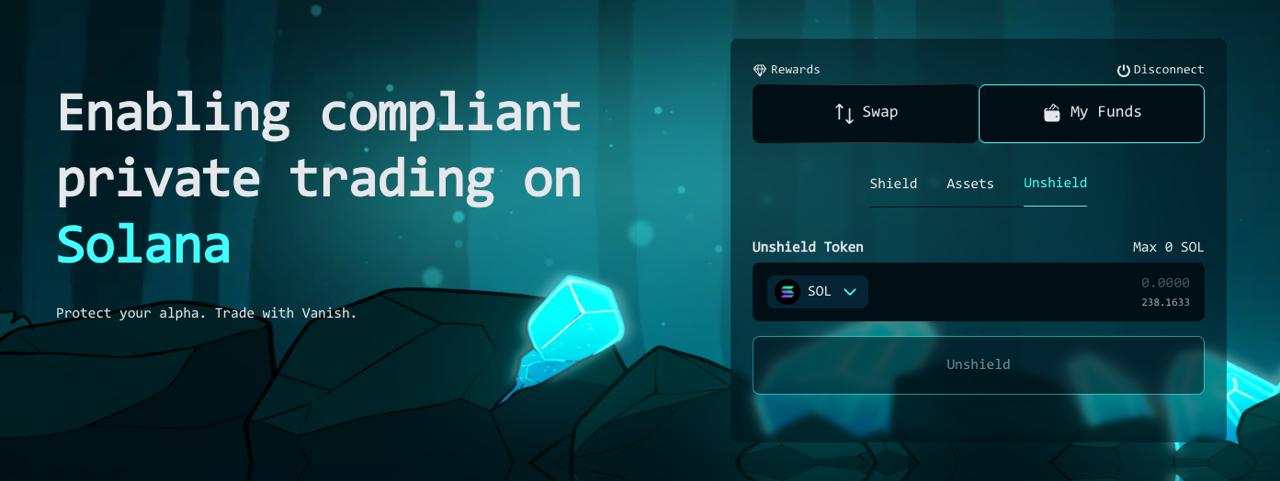 Enabling compliant
private trading on
Solana
Protect your alpha. Trade with Vanish.
Rewards
Disconnect
Swap
My Funds
Shield
Assets
Unshield
Unshield Token
Max 0 SOL
SOL
0.0000
238.1633
Unshield